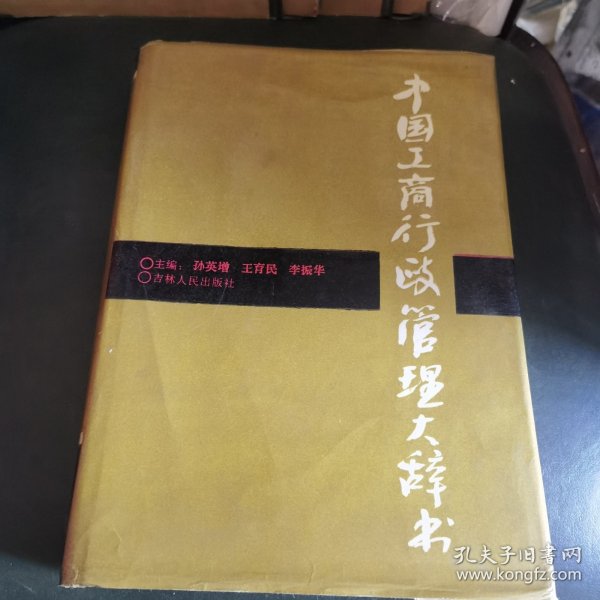 中国工商行政管理大辞书
〇主编：孙英增 王育民 李振华
〇吉林人民出版社
孔夫子旧书网
www.kongfz.com